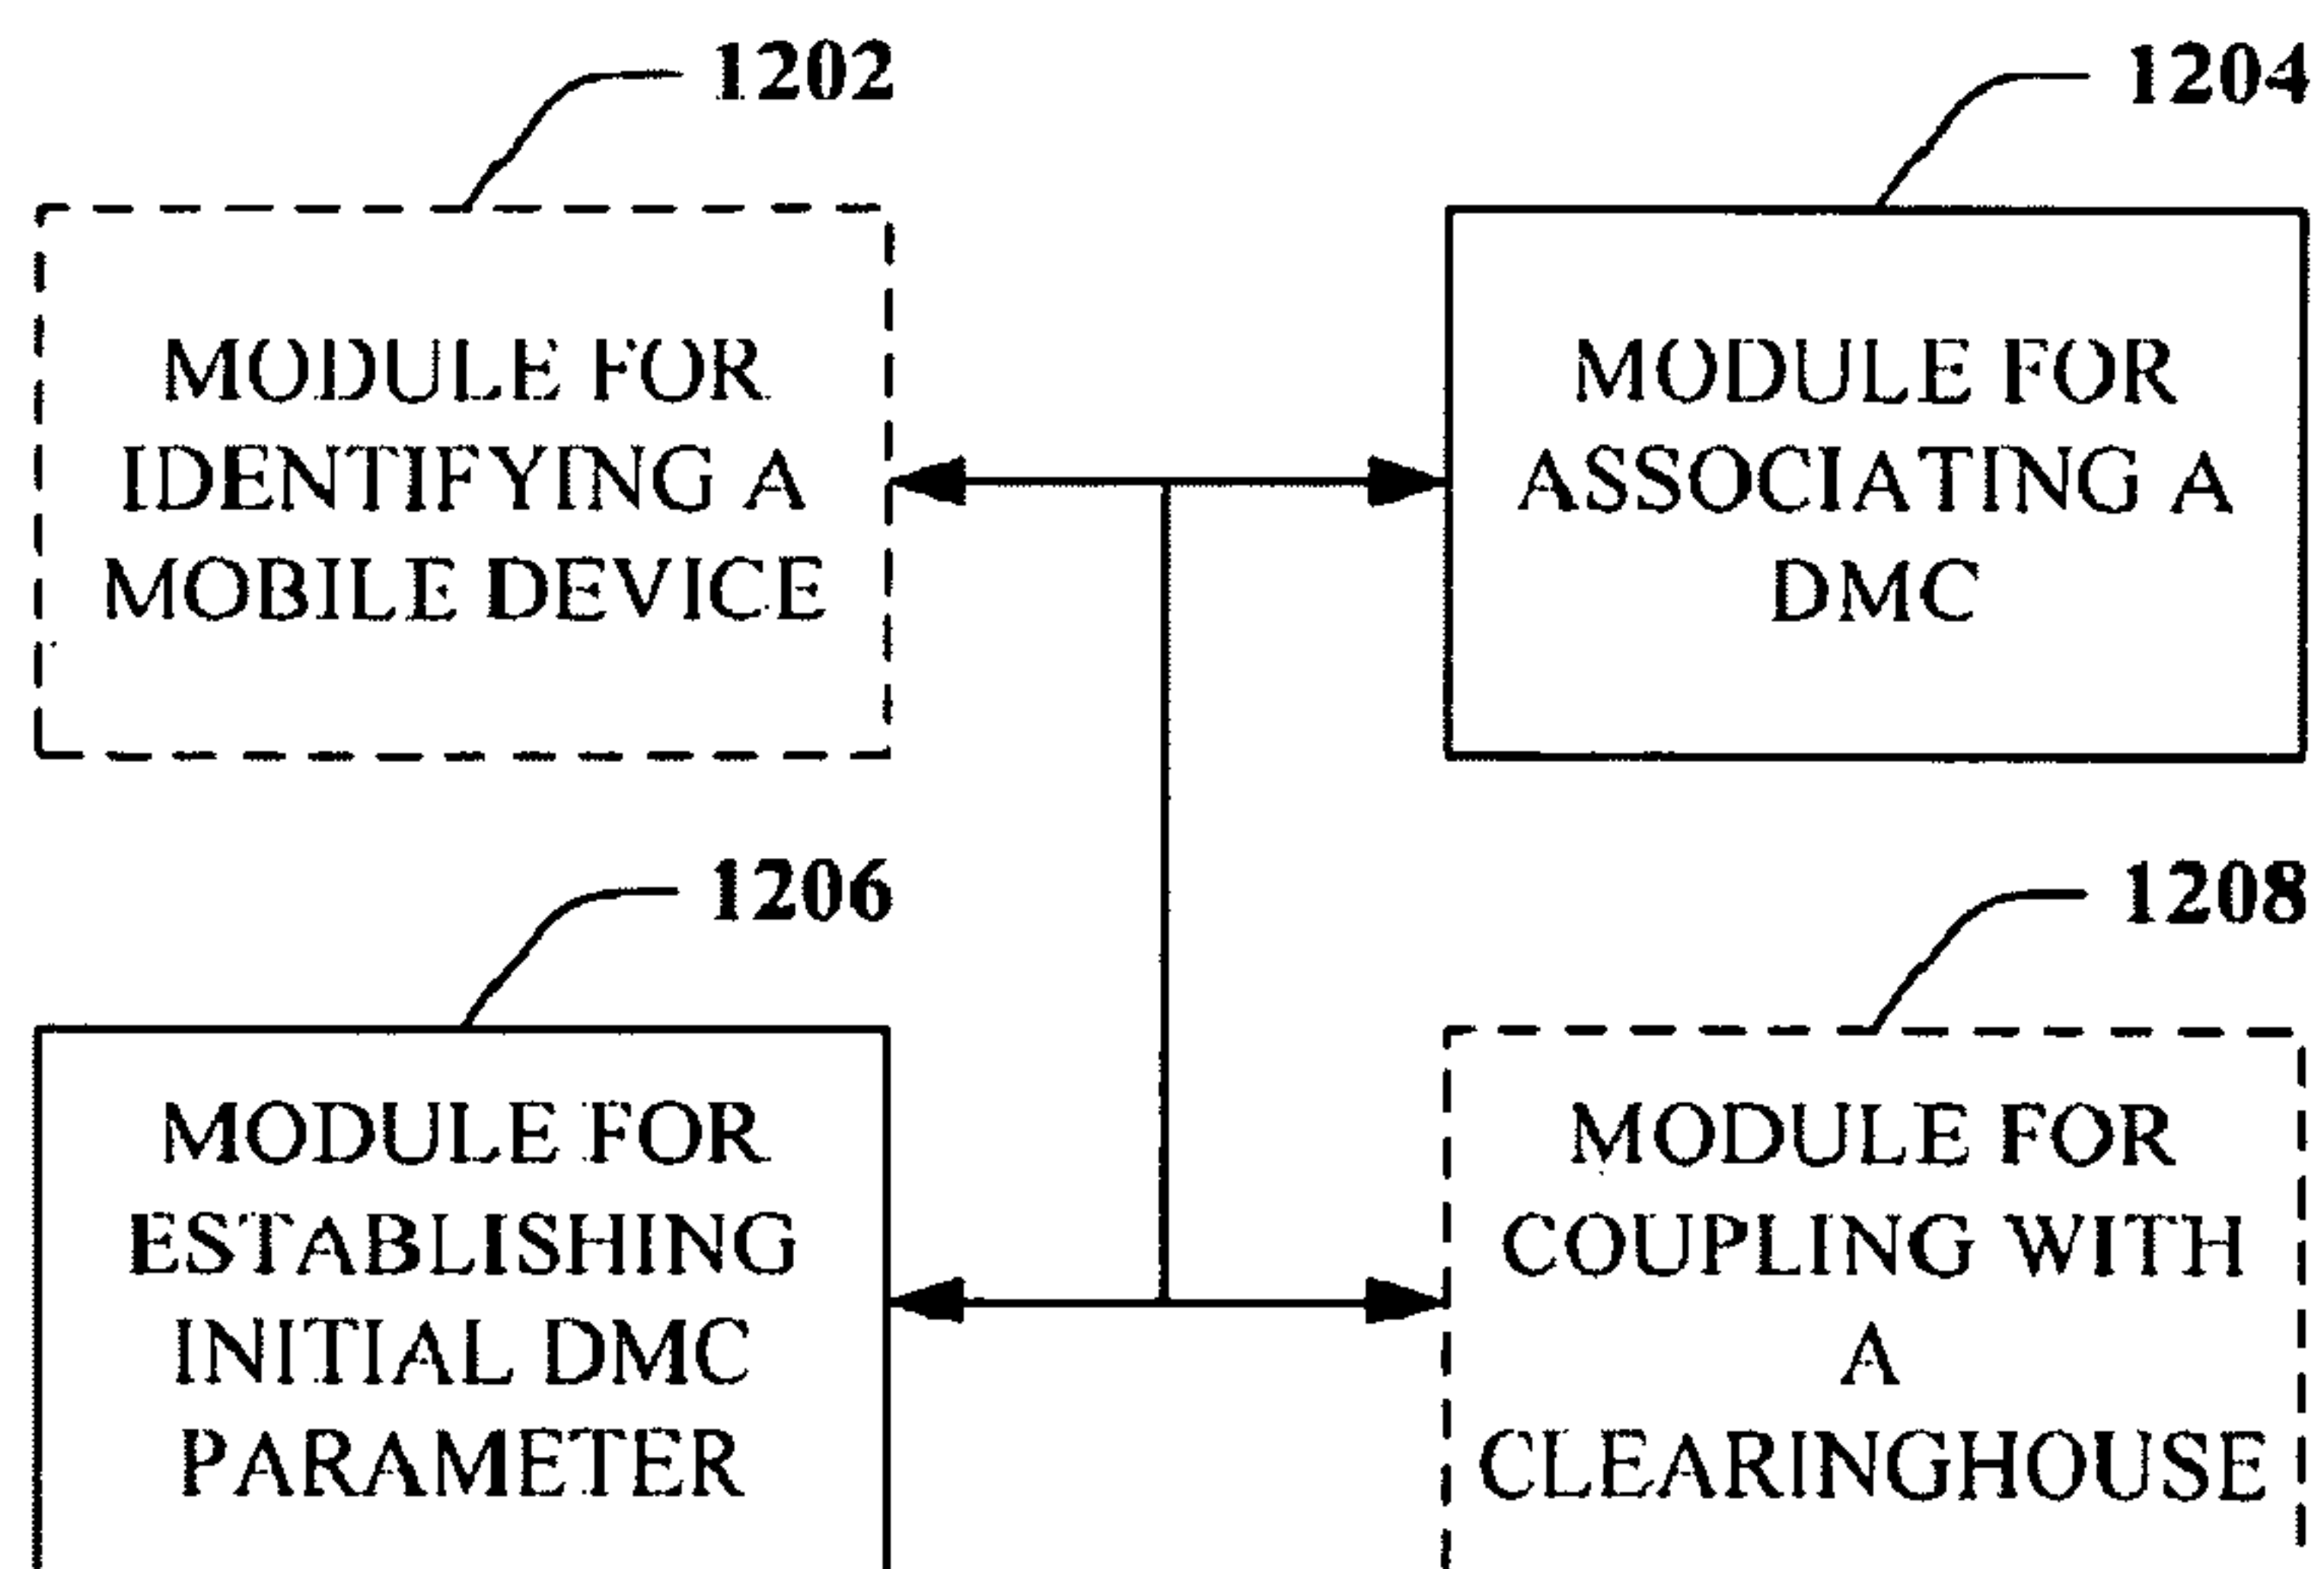 1202
MODULE FOR
IDENTIFYING A
MOBILE DEVICE
1204
MODULE FOR
ASSOCIATING A
DMC
1206
MODULE FOR
ESTABLISHING
INITIAL DMC
PARAMETER
1208
MODULE FOR
COUPLING WITH
A
CLEARINGHOUSE